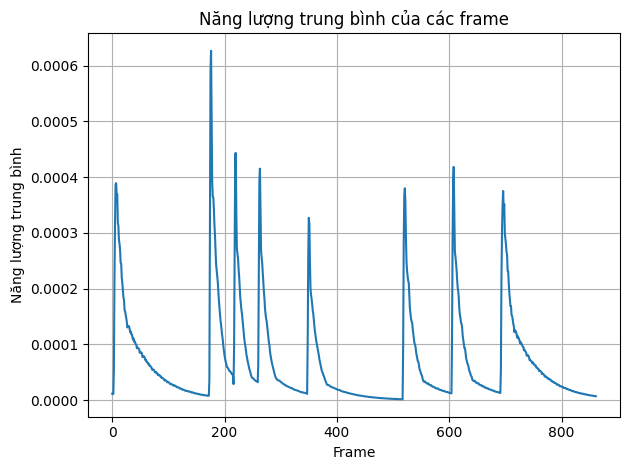 Năng lượng trung bình của các frame
0.0006
0.0005
0.0004
0.0003
0.0002
0.0001
0.0000
Năng lượng trung bình
0 200 400 600 800
Frame